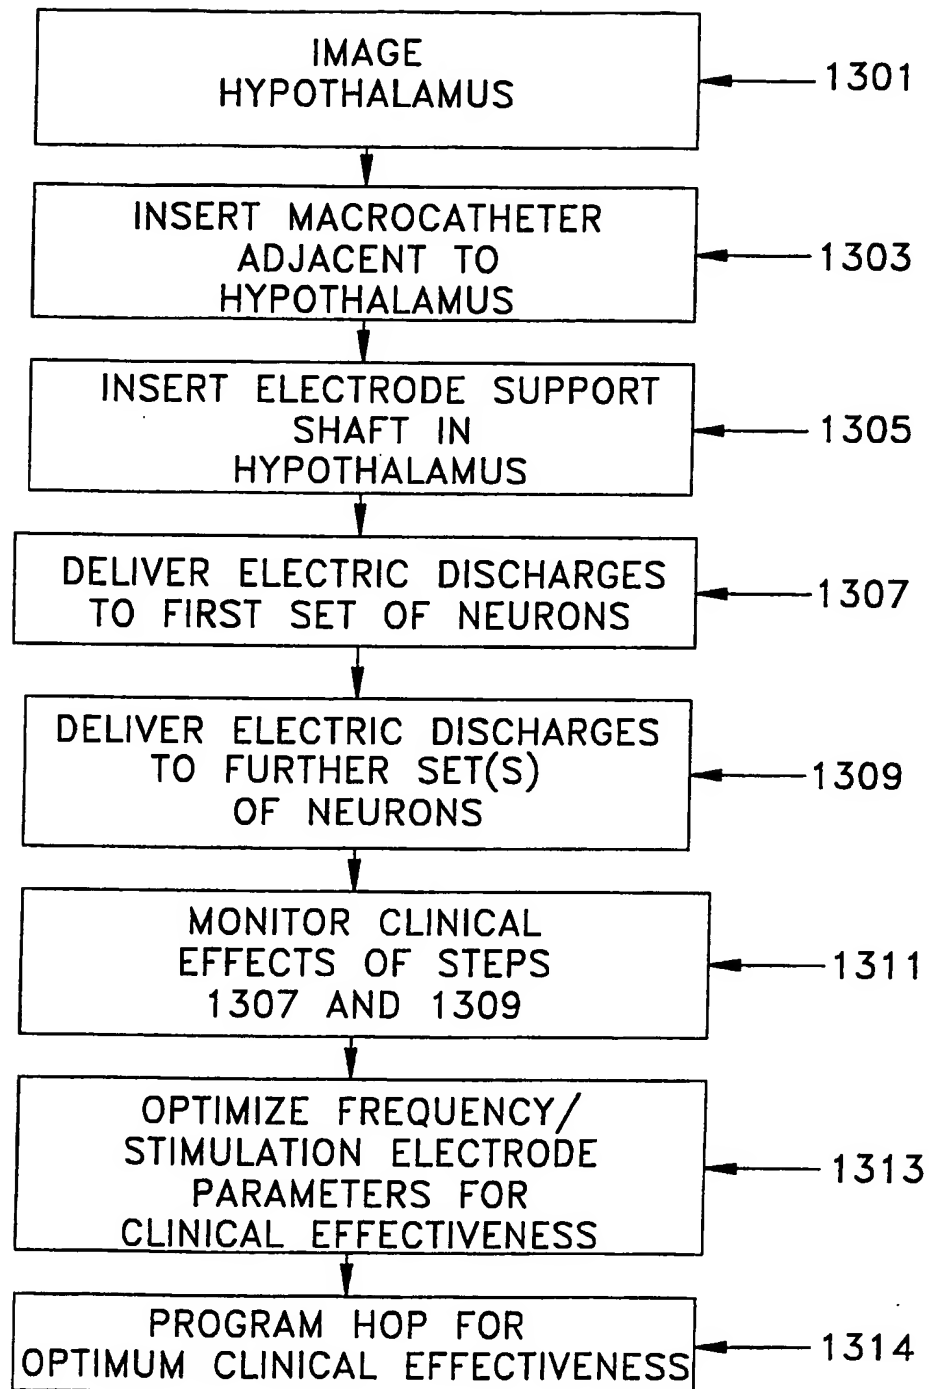 IMAGE
HYPOTHALAMUS
1301
INSERT MACROCATHETER
ADJACENT TO
HYPOTHALAMUS
1303
INSERT ELECTRODE SUPPORT
SHAFT IN
HYPOTHALAMUS
1305
DELIVER ELECTRIC DISCHARGES
TO FIRST SET OF NEURONS
1307
DELIVER ELECTRIC DISCHARGES
TO FURTHER SET(S)
OF NEURONS
1309
MONITOR CLINICAL
EFFECTS OF STEPS
1307 AND 1309
1311
OPTIMIZE FREQUENCY/
STIMULATION ELECTRODE
PARAMETERS FOR
CLINICAL EFFECTIVENESS
1313
PROGRAM HOP FOR
OPTIMUM CLINICAL EFFECTIVENESS
1314